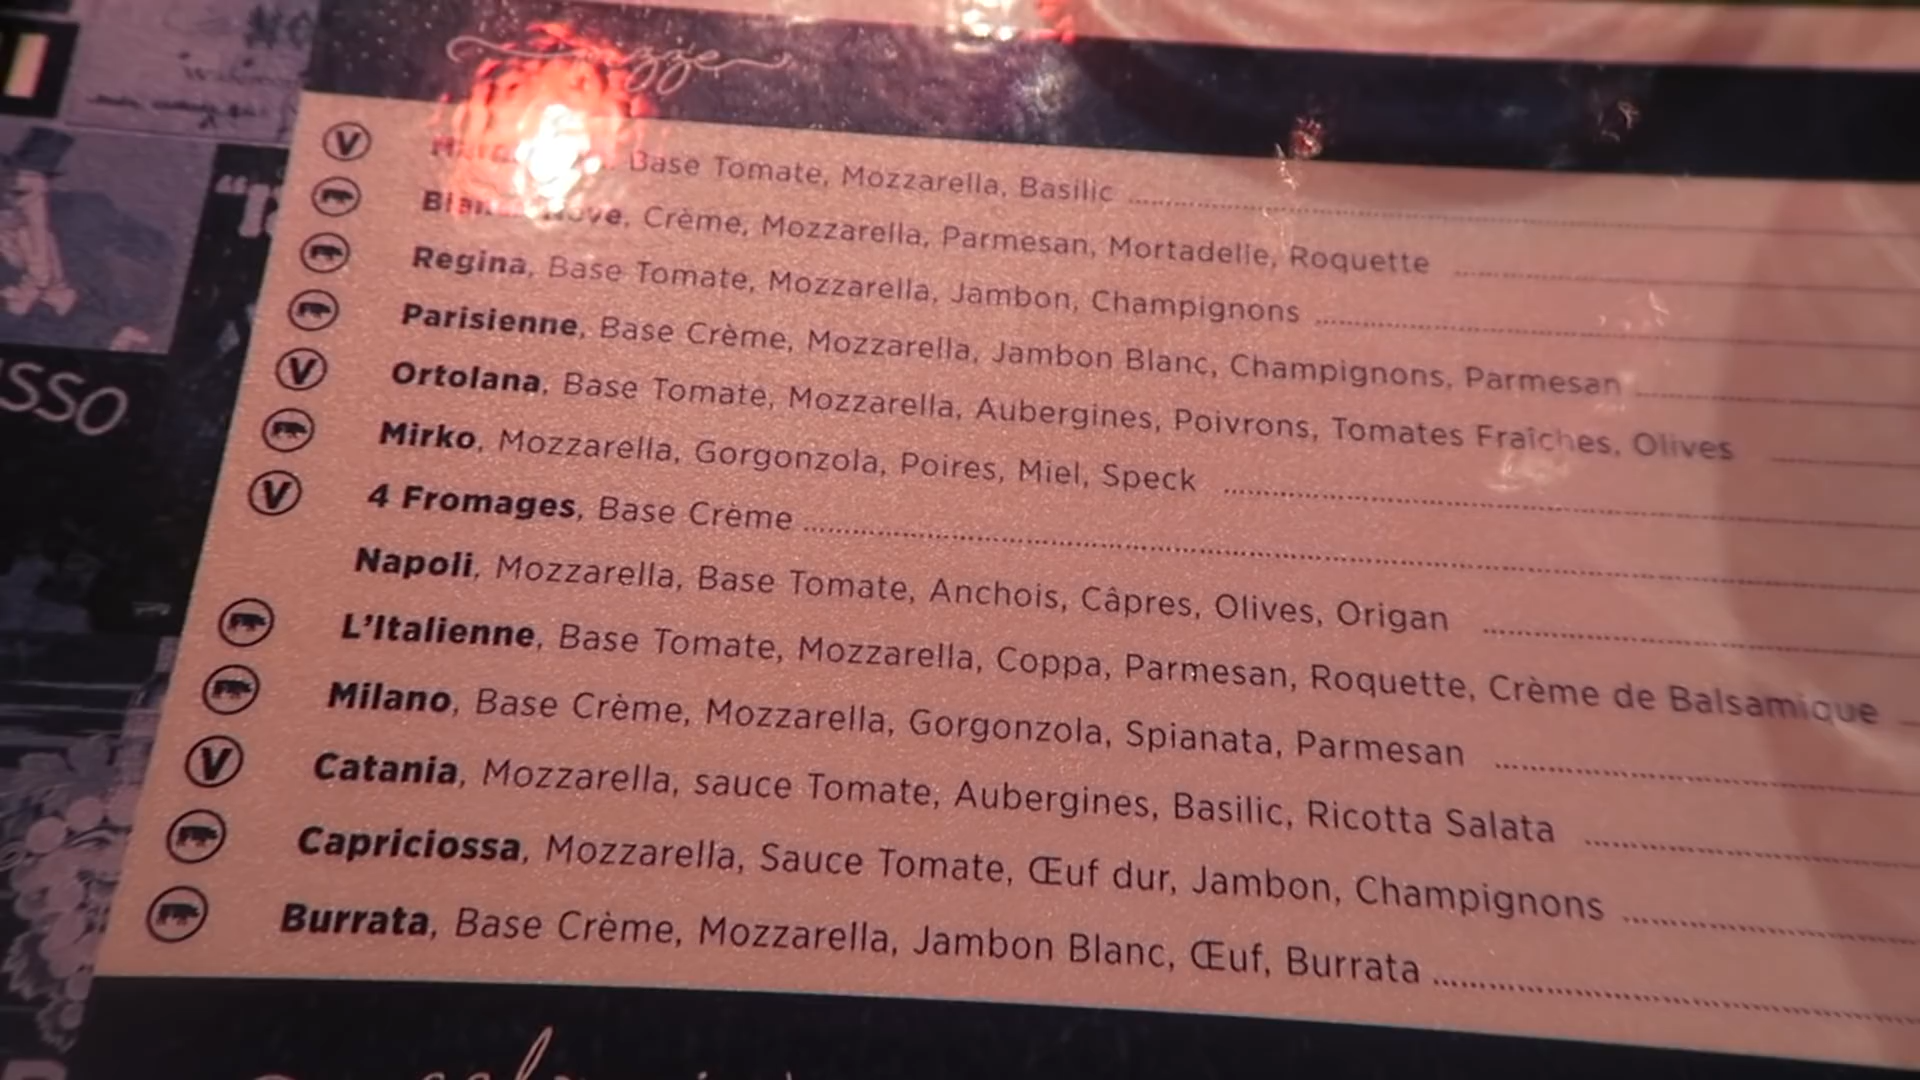 V Base Tomate, Mozzarella, Basilic
Crème, Mozzarella, Parmesan, Mortadelle, Roquette
Regina, Base Tomate, Mozzarella, Jambon, Champignons
Parisienne, Base Crème, Mozzarella, Jambon Blanc, Champignons, Parmesan
V Ortolana, Base Tomate, Mozzarella, Aubergines, Poivrons, Tomates Fraîches, Olives
Mirko, Mozzarella, Gorgonzola, Poires, Miel, Speck
V 4 Fromages, Base Crème
Napoli, Mozzarella, Base Tomate, Anchois, Câpres, Olives, Origan
L'Italienne, Base Tomate, Mozzarella, Coppa, Parmesan, Roquette, Crème de Balsamique
Milano, Base Crème, Mozzarella, Gorgonzola, Spianata, Parmesan
V Catania, Mozzarella, sauce Tomate, Aubergines, Basilic, Ricotta Salata
Capriciossa, Mozzarella, Sauce Tomate, Œuf dur, Jambon, Champignons
Burrata, Base Crème, Mozzarella, Jambon Blanc, Œuf, Burrata